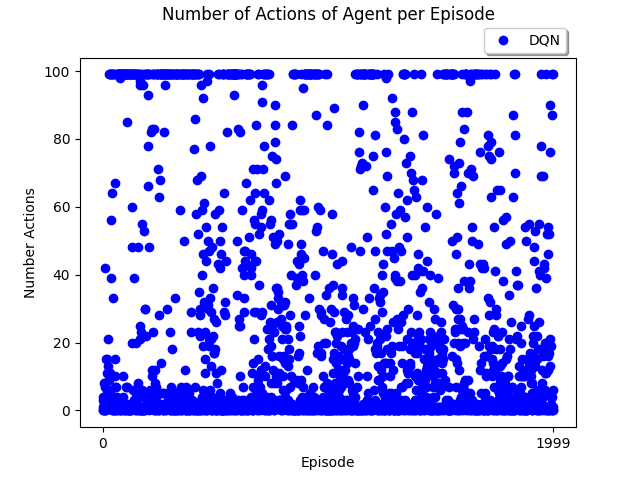 Number of Actions of Agent per Episode
DQN
100
80
60
40
20
0
Number Actions
0
1999
Episode